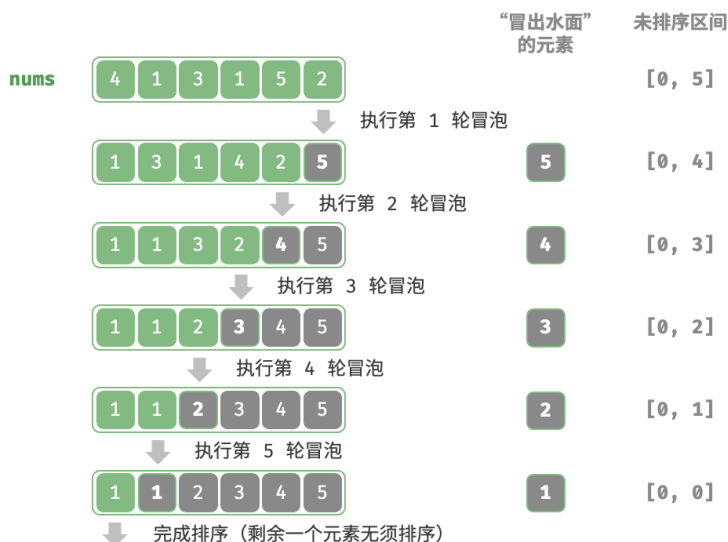 “冒出水面” 未排序区间
的元素
nums 4 1 3 1 5 2 [0, 5]
执行第 1 轮冒泡
1 3 1 4 2 5 5 [0, 4]
执行第 2 轮冒泡
1 1 3 2 4 5 4 [0, 3]
执行第 3 轮冒泡
1 1 2 3 4 5 3 [0, 2]
执行第 4 轮冒泡
1 1 2 3 4 5 2 [0, 1]
执行第 5 轮冒泡
1 1 2 3 4 5 1 [0, 0]
完成排序（剩余一个元素无须排序）